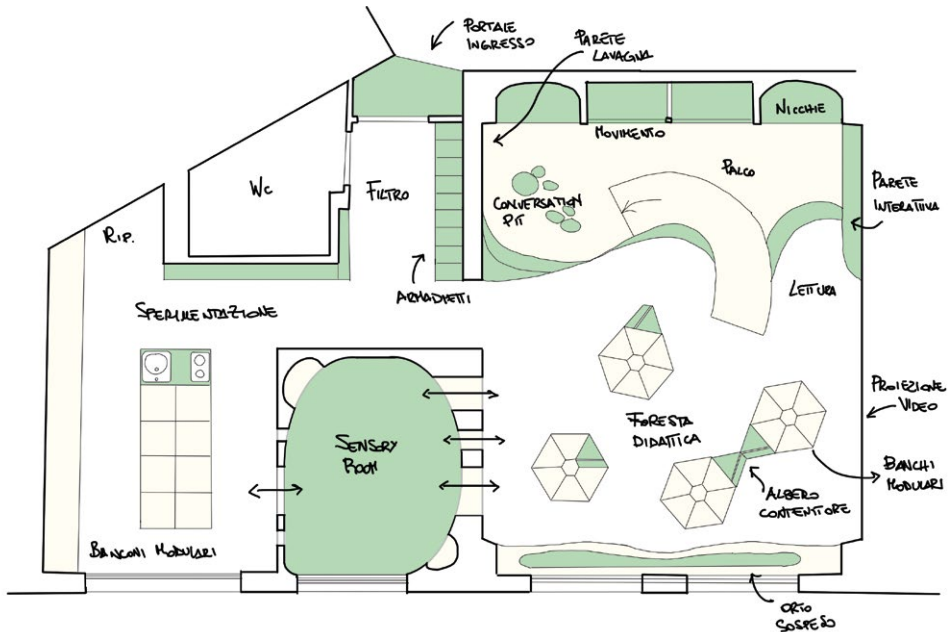 PORTALE
INGRESSO
PARETE
LAVAGNA
NICCHIE
MOVIMENTO
WC
FILTRO
PALCO
PARETE
INTERATTIVA
CONVERSATION
PIT
RIP.
ARMADIETTI
LETTURA
SPERIMENTAZIONE
PROIEZIONE
VIDEO
FORESTA
DIDATTICA
SENSORY
ROOM
BANCHI
MODULARI
ALBERO
CONTENITORE
BANCONI MODULARI
ORTO
SOSPESO